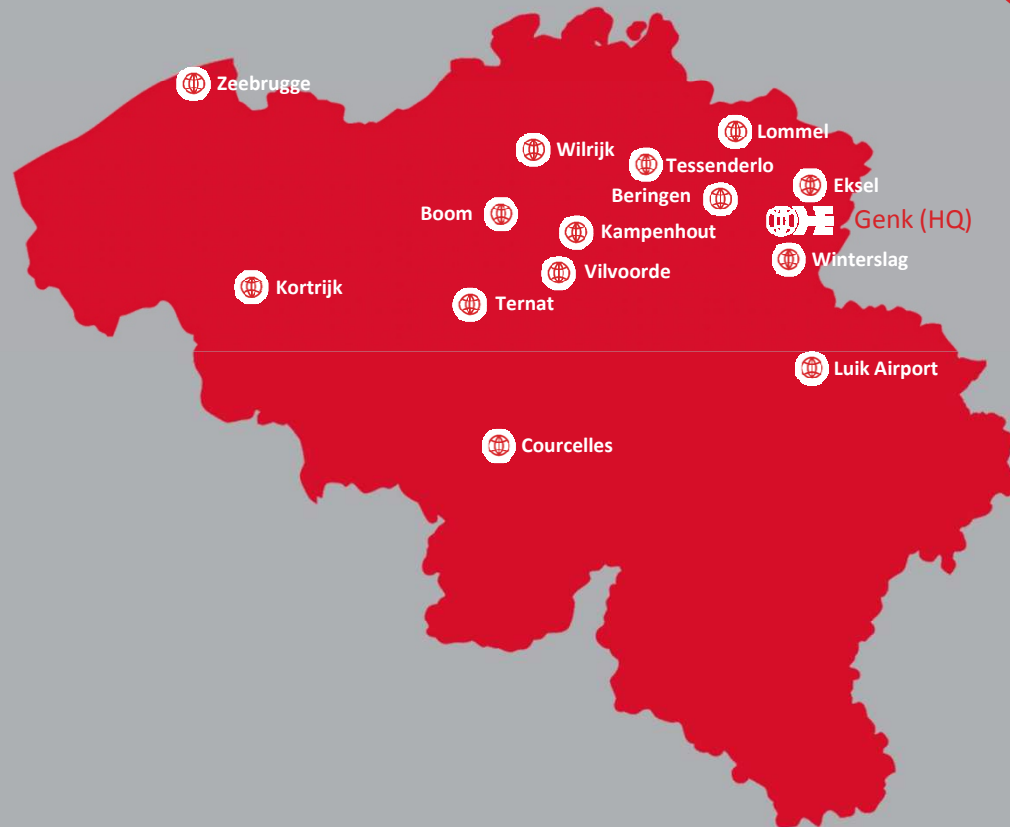 Zeebrugge
Lommel
Wilrijk
Tessenderlo
Eksel
Beringen
Boom
Genk (HQ)
Kampenhout
Winterslag
Vilvoorde
Kortrijk
Ternat
Luik Airport
Courcelles